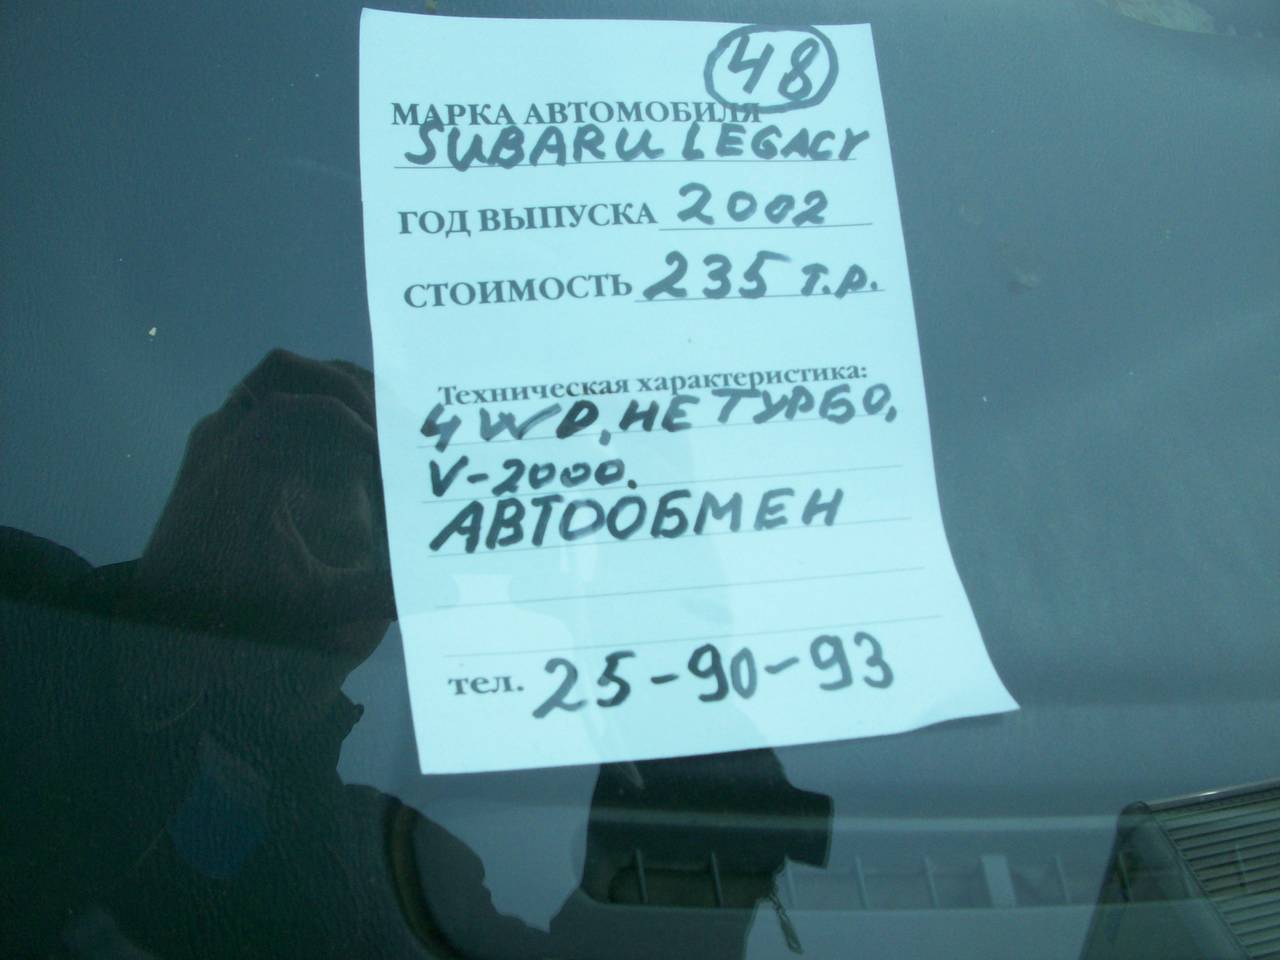 48
МАРКА АВТОМОБИЛЯ
SUBARU LEGACY
ГОД ВЫПУСКА 2002
СТОИМОСТЬ 235 т.р.
Техническая характеристика:
4WD, НЕ ТУРБО,
V-2000.
АВТООБМЕН
тел. 25-90-93